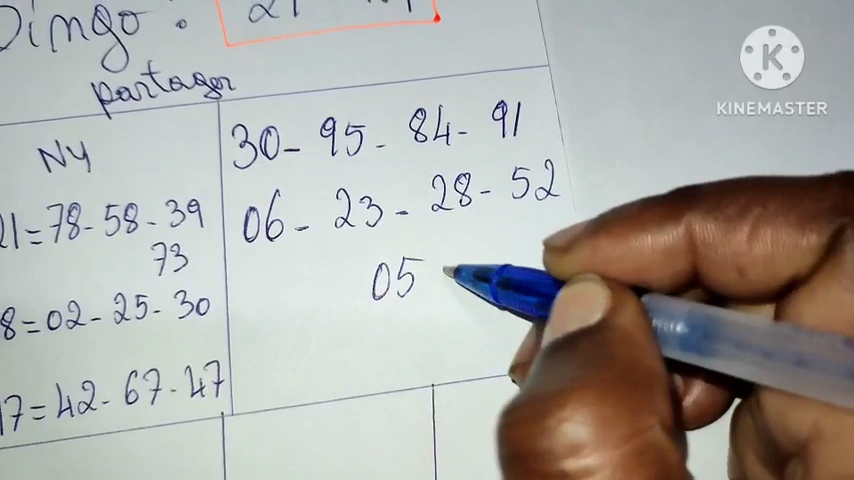 Dingo :
partager
NY
21=78-58-39
73
8=02-25-30
17=42-67-47
30-95-84-91
06-23-28-52
05
K
KINEMASTER